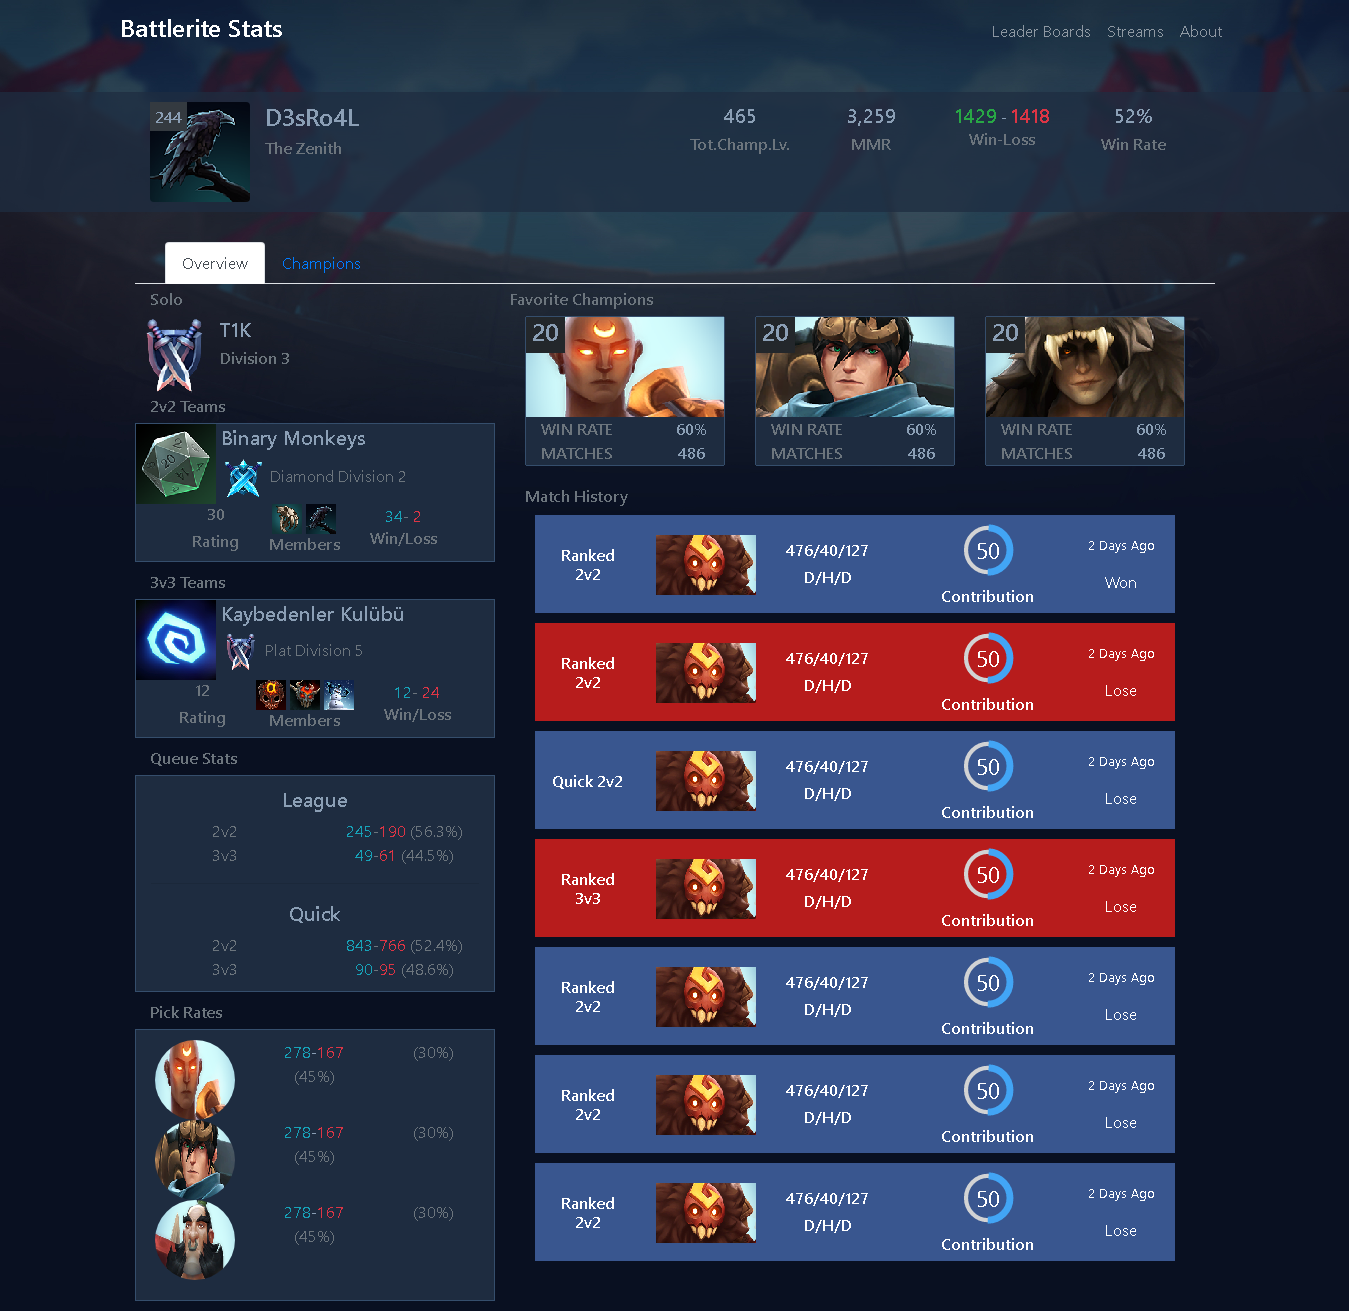 Battlerite Stats
Leader Boards Streams About
244
D3sRo4L
The Zenith
465
Tot.Champ.Lv.
3,259
MMR
1429 - 1418
Win-Loss
52%
Win Rate
Overview
Champions
Solo
T1K
Division 3
2v2 Teams
Binary Monkeys
Diamond Division 2
30
Rating
Members
34- 2
Win/Loss
3v3 Teams
Kaybedenler Kulübü
Plat Division 5
12
Rating
Members
12- 24
Win/Loss
Queue Stats
League
2v2 245-190 (56.3%)
3v3 49-61 (44.5%)
Quick
2v2 843-766 (52.4%)
3v3 90-95 (48.6%)
Pick Rates
278-167 (30%)
(45%)
278-167 (30%)
(45%)
278-167 (30%)
(45%)
Favorite Champions
20
WIN RATE 60%
MATCHES 486
20
WIN RATE 60%
MATCHES 486
20
WIN RATE 60%
MATCHES 486
Match History
Ranked
2v2
476/40/127
D/H/D
50
Contribution
2 Days Ago
Won
Ranked
2v2
476/40/127
D/H/D
50
Contribution
2 Days Ago
Lose
Quick 2v2
476/40/127
D/H/D
50
Contribution
2 Days Ago
Lose
Ranked
3v3
476/40/127
D/H/D
50
Contribution
2 Days Ago
Lose
Ranked
2v2
476/40/127
D/H/D
50
Contribution
2 Days Ago
Lose
Ranked
2v2
476/40/127
D/H/D
50
Contribution
2 Days Ago
Lose
Ranked
2v2
476/40/127
D/H/D
50
Contribution
2 Days Ago
Lose